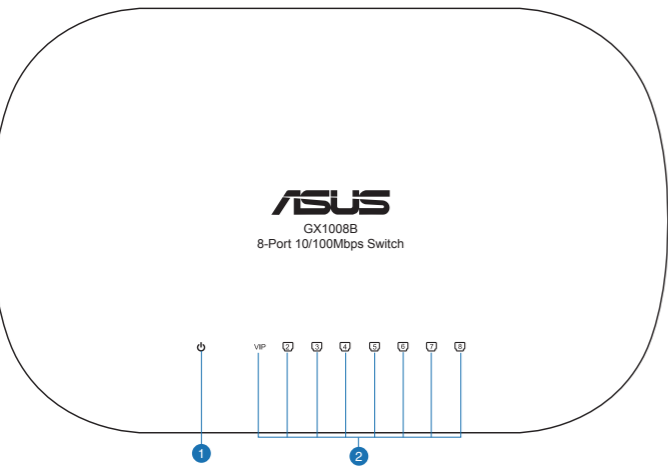 ASUS
GX1008B
8-Port 10/100Mbps Switch
VIP 2 3 4 5 6 7 8
1 2